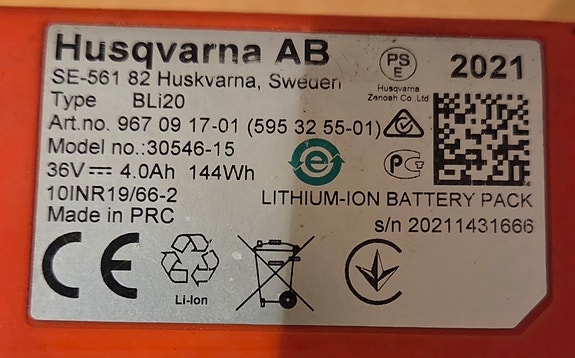 Husqvarna AB
SE-561 82 Huskvarna, Sweden
PS
E
Husqvarna
Zenoah Co .Ltd
2021
Type BLi20
Art.no. 967 09 17-01 (595 32 55-01)
Model no.:30546-15
36V 4.0Ah 144Wh
10INR19/66-2
Made in PRC
e
LITHIUM-ION BATTERY PACK
s/n 20211431666
CE
Li-Ion